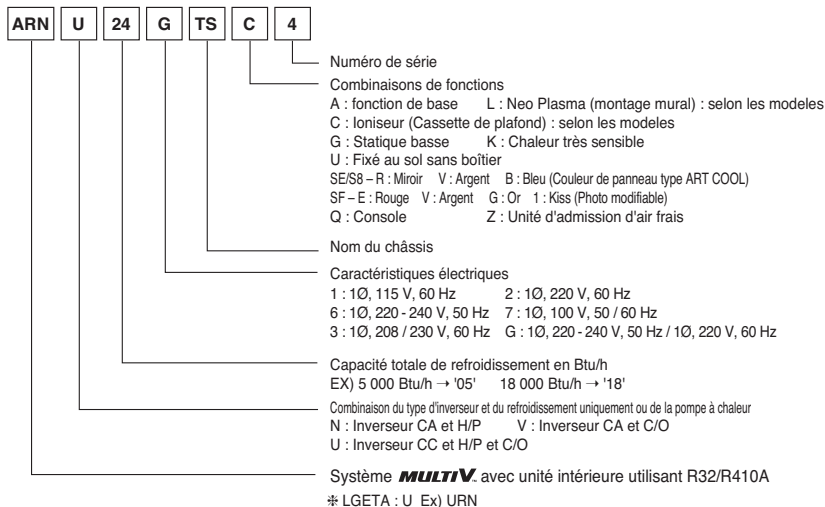 ARN U 24 G TS C 4
Numéro de série
Combinaisons de fonctions
A : fonction de base L : Neo Plasma (montage mural) : selon les modeles
C : Ioniseur (Cassette de plafond) : selon les modeles
G : Statique basse K : Chaleur très sensible
U : Fixé au sol sans boîtier
SE/S8 – R : Miroir V : Argent B : Bleu (Couleur de panneau type ART COOL)
SF – E : Rouge V : Argent G : Or 1 : Kiss (Photo modifiable)
Q : Console Z : Unité d'admission d'air frais
Nom du châssis
Caractéristiques électriques
1 : 1Ø, 115 V, 60 Hz 2 : 1Ø, 220 V, 60 Hz
6 : 1Ø, 220 - 240 V, 50 Hz 7 : 1Ø, 100 V, 50 / 60 Hz
3 : 1Ø, 208 / 230 V, 60 Hz G : 1Ø, 220 - 240 V, 50 Hz / 1Ø, 220 V, 60 Hz
Capacité totale de refroidissement en Btu/h
EX) 5 000 Btu/h ➝ '05' 18 000 Btu/h ➝ '18'
Combinaison du type d'inverseur et du refroidissement uniquement ou de la pompe à chaleur
N : Inverseur CA et H/P V : Inverseur CA et C/O
U : Inverseur CC et H/P et C/O
Système MULTI V™ avec unité intérieure utilisant R32/R410A
❉ LGETA : U Ex) URN